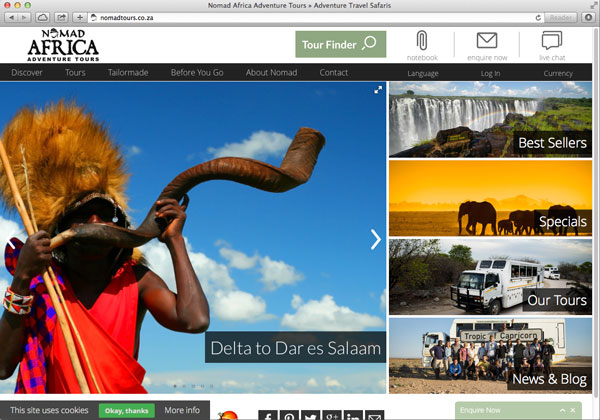 Nomad Africa Adventure Tours » Adventure Travel Safaris
nomadtours.co.za
Reader
NOMAD
AFRICA
ADVENTURE TOURS
Tour Finder
notebook
enquire now
live chat
Discover Tours Tailormade Before You Go About Nomad Contact Language Log In Currency
Best Sellers
Specials
Our Tours
Tropic of Capricorn
News & Blog
Delta to Dar es Salaam
This site uses cookies Okay, thanks More info
Enquire Now